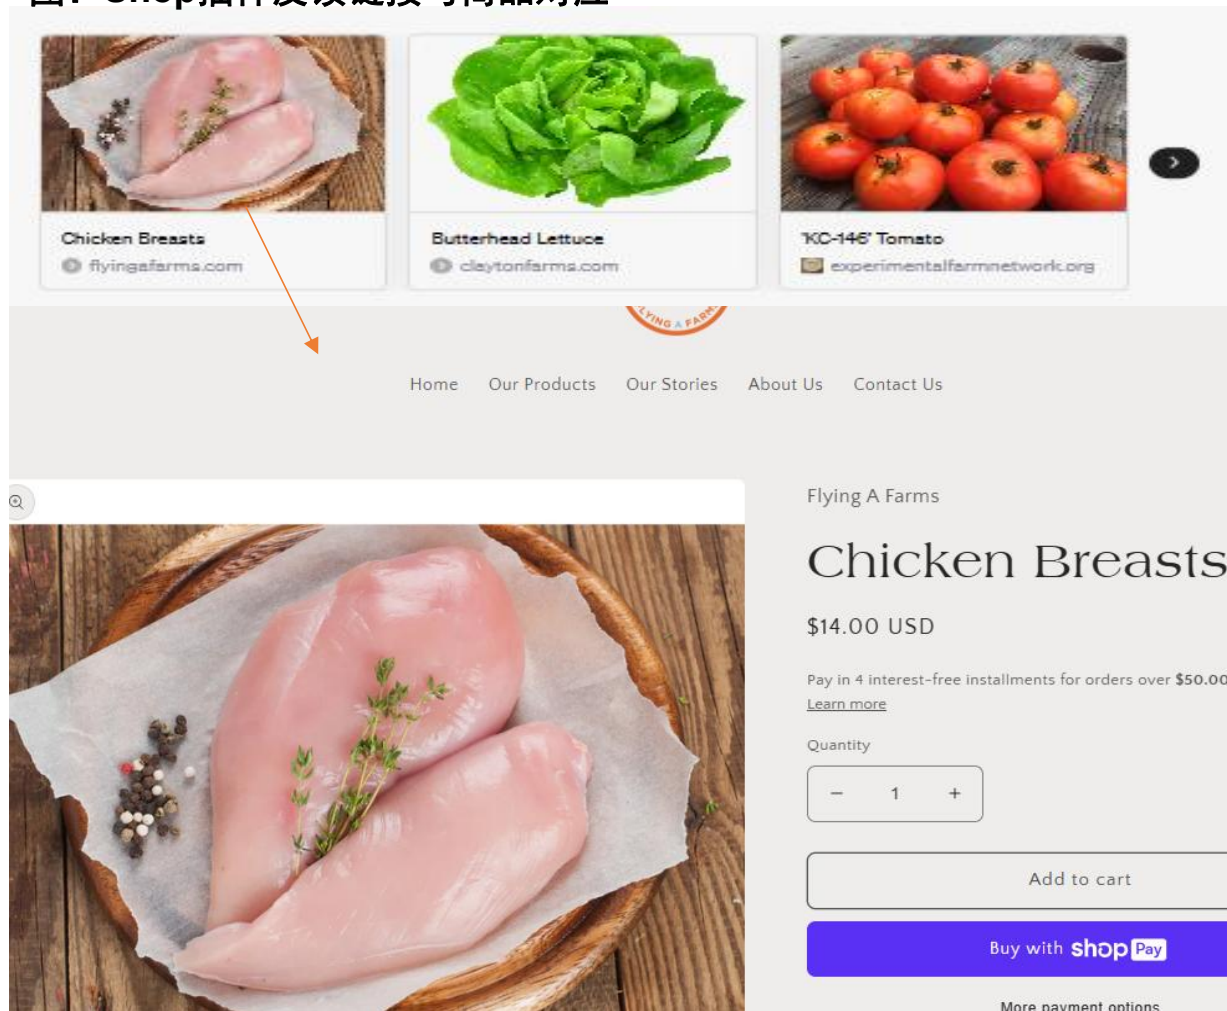 Chicken Breasts
flyingafarms.com
Butterhead Lettuce
claytonfarms.com
'KC-146' Tomato
experimentalfarmnetwork.org
FLYING A FARMS
Home Our Products Our Stories About Us Contact Us
Flying A Farms
Chicken Breasts
$14.00 USD
Pay in 4 interest-free installments for orders over $50.00
Learn more
Quantity
− 1 +
Add to cart
Buy with shop Pay
More payment options